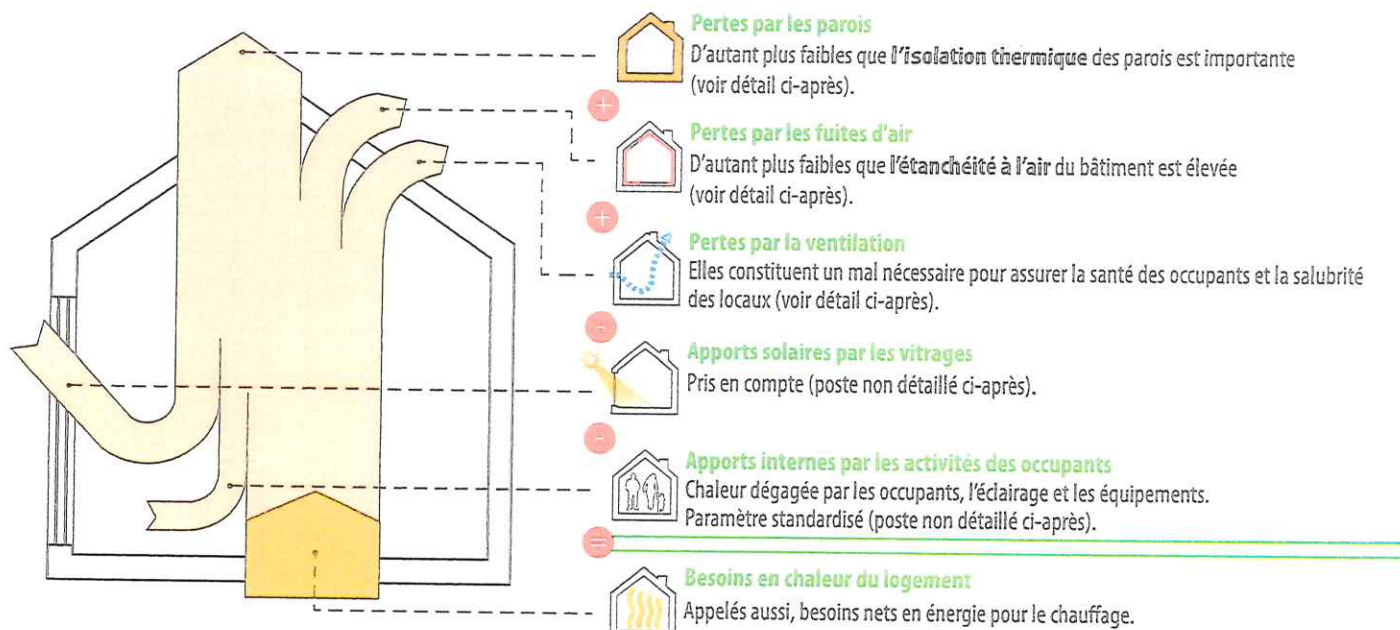 Pertes par les parois
D'autant plus faibles que l'isolation thermique des parois est importante
(voir détail ci-après).
+
Pertes par les fuites d'air
D'autant plus faibles que l'étanchéité à l'air du bâtiment est élevée
(voir détail ci-après).
+
Pertes par la ventilation
Elles constituent un mal nécessaire pour assurer la santé des occupants et la salubrité
des locaux (voir détail ci-après).
-
Apports solaires par les vitrages
Pris en compte (poste non détaillé ci-après).
-
Apports internes par les activités des occupants
Chaleur dégagée par les occupants, l'éclairage et les équipements.
Paramètre standardisé (poste non détaillé ci-après).
=
Besoins en chaleur du logement
Appelés aussi, besoins nets en énergie pour le chauffage.